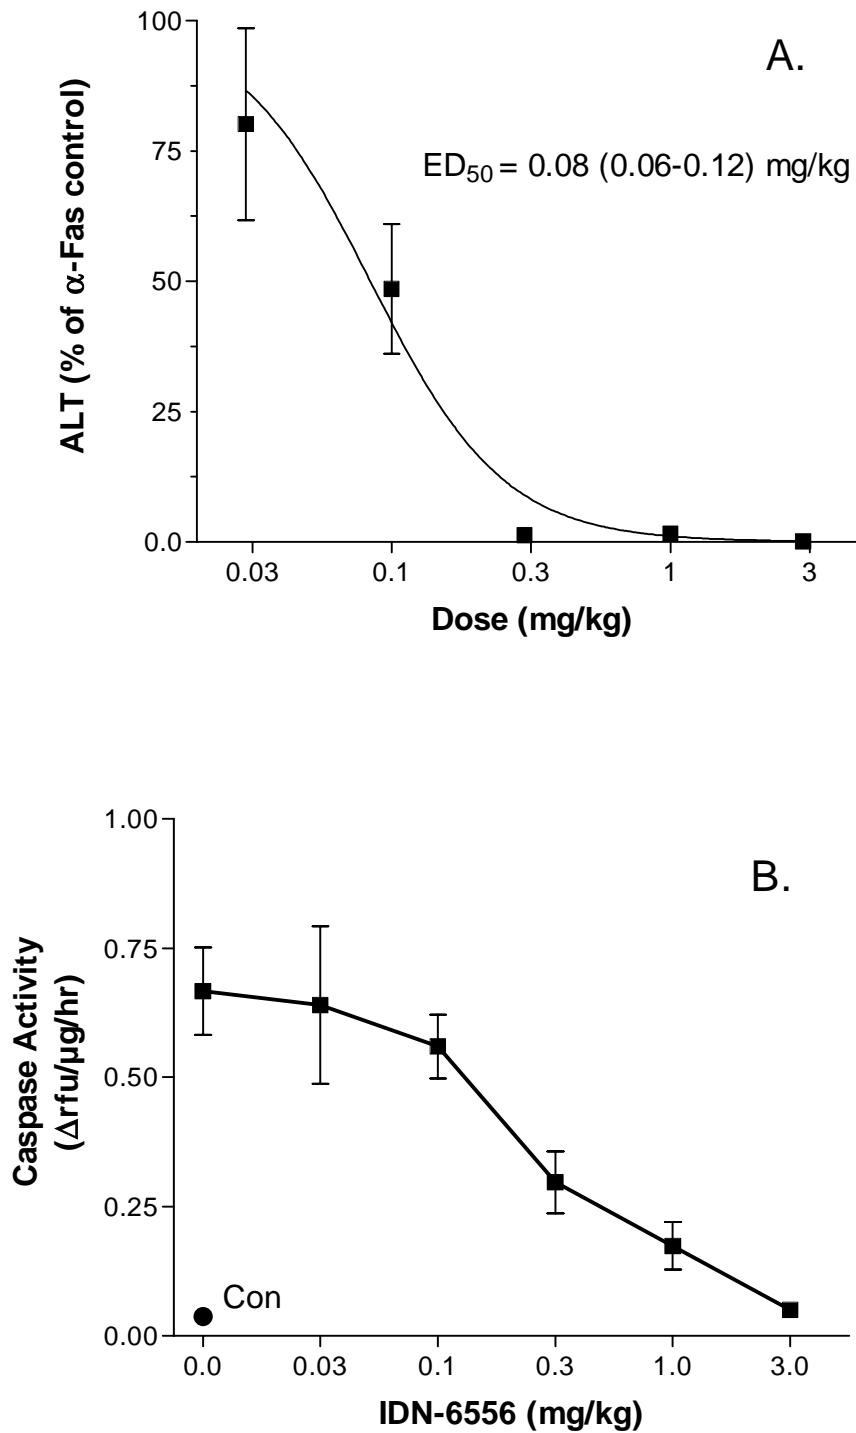 100
A.
ED50 = 0.08 (0.06-0.12) mg/kg
75
50
25
0.0
ALT (% of α-Fas control)
0.03 0.1 0.3 1 3
Dose (mg/kg)
1.00
B.
0.75
0.50
0.25
0.00
Caspase Activity
(Δrfu/µg/hr)
Con
0.0 0.03 0.1 0.3 1.0 3.0
IDN-6556 (mg/kg)